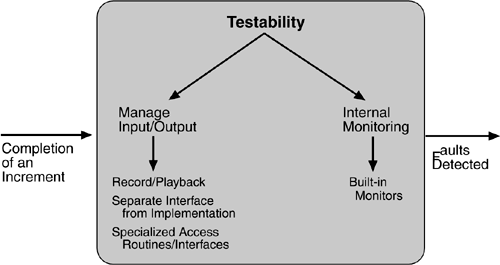 Testability
Manage
Input/Output
Internal
Monitoring
Completion
of an
Increment
Faults
Detected
Record/Playback
Separate Interface
from Implementation
Specialized Access
Routines/Interfaces
Built-in
Monitors